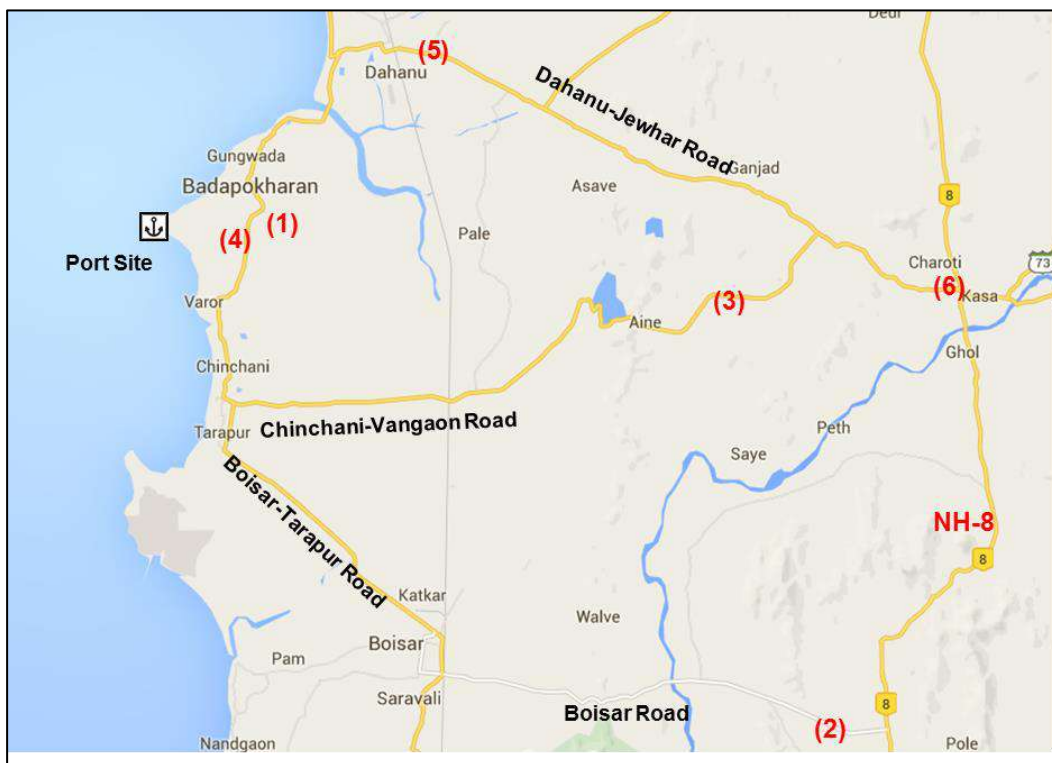 Dedi
(5)
Dahanu
Dahanu-Jewhar Road
Gungwada
Ganjad
Badapokharan
Asave
8
(1)
(4)
Pale
Port Site
Charoti
73
(6)
Kasa
Varor
(3)
Aine
Ghol
Chinchani
Chinchani-Vangaon Road
Tarapur
Peth
Saye
Boisar-Tarapur Road
NH-8
8
Katkar
Walve
Boisar
Pam
Saravali
8
Boisar Road
(2)
Nandgaon
Pole